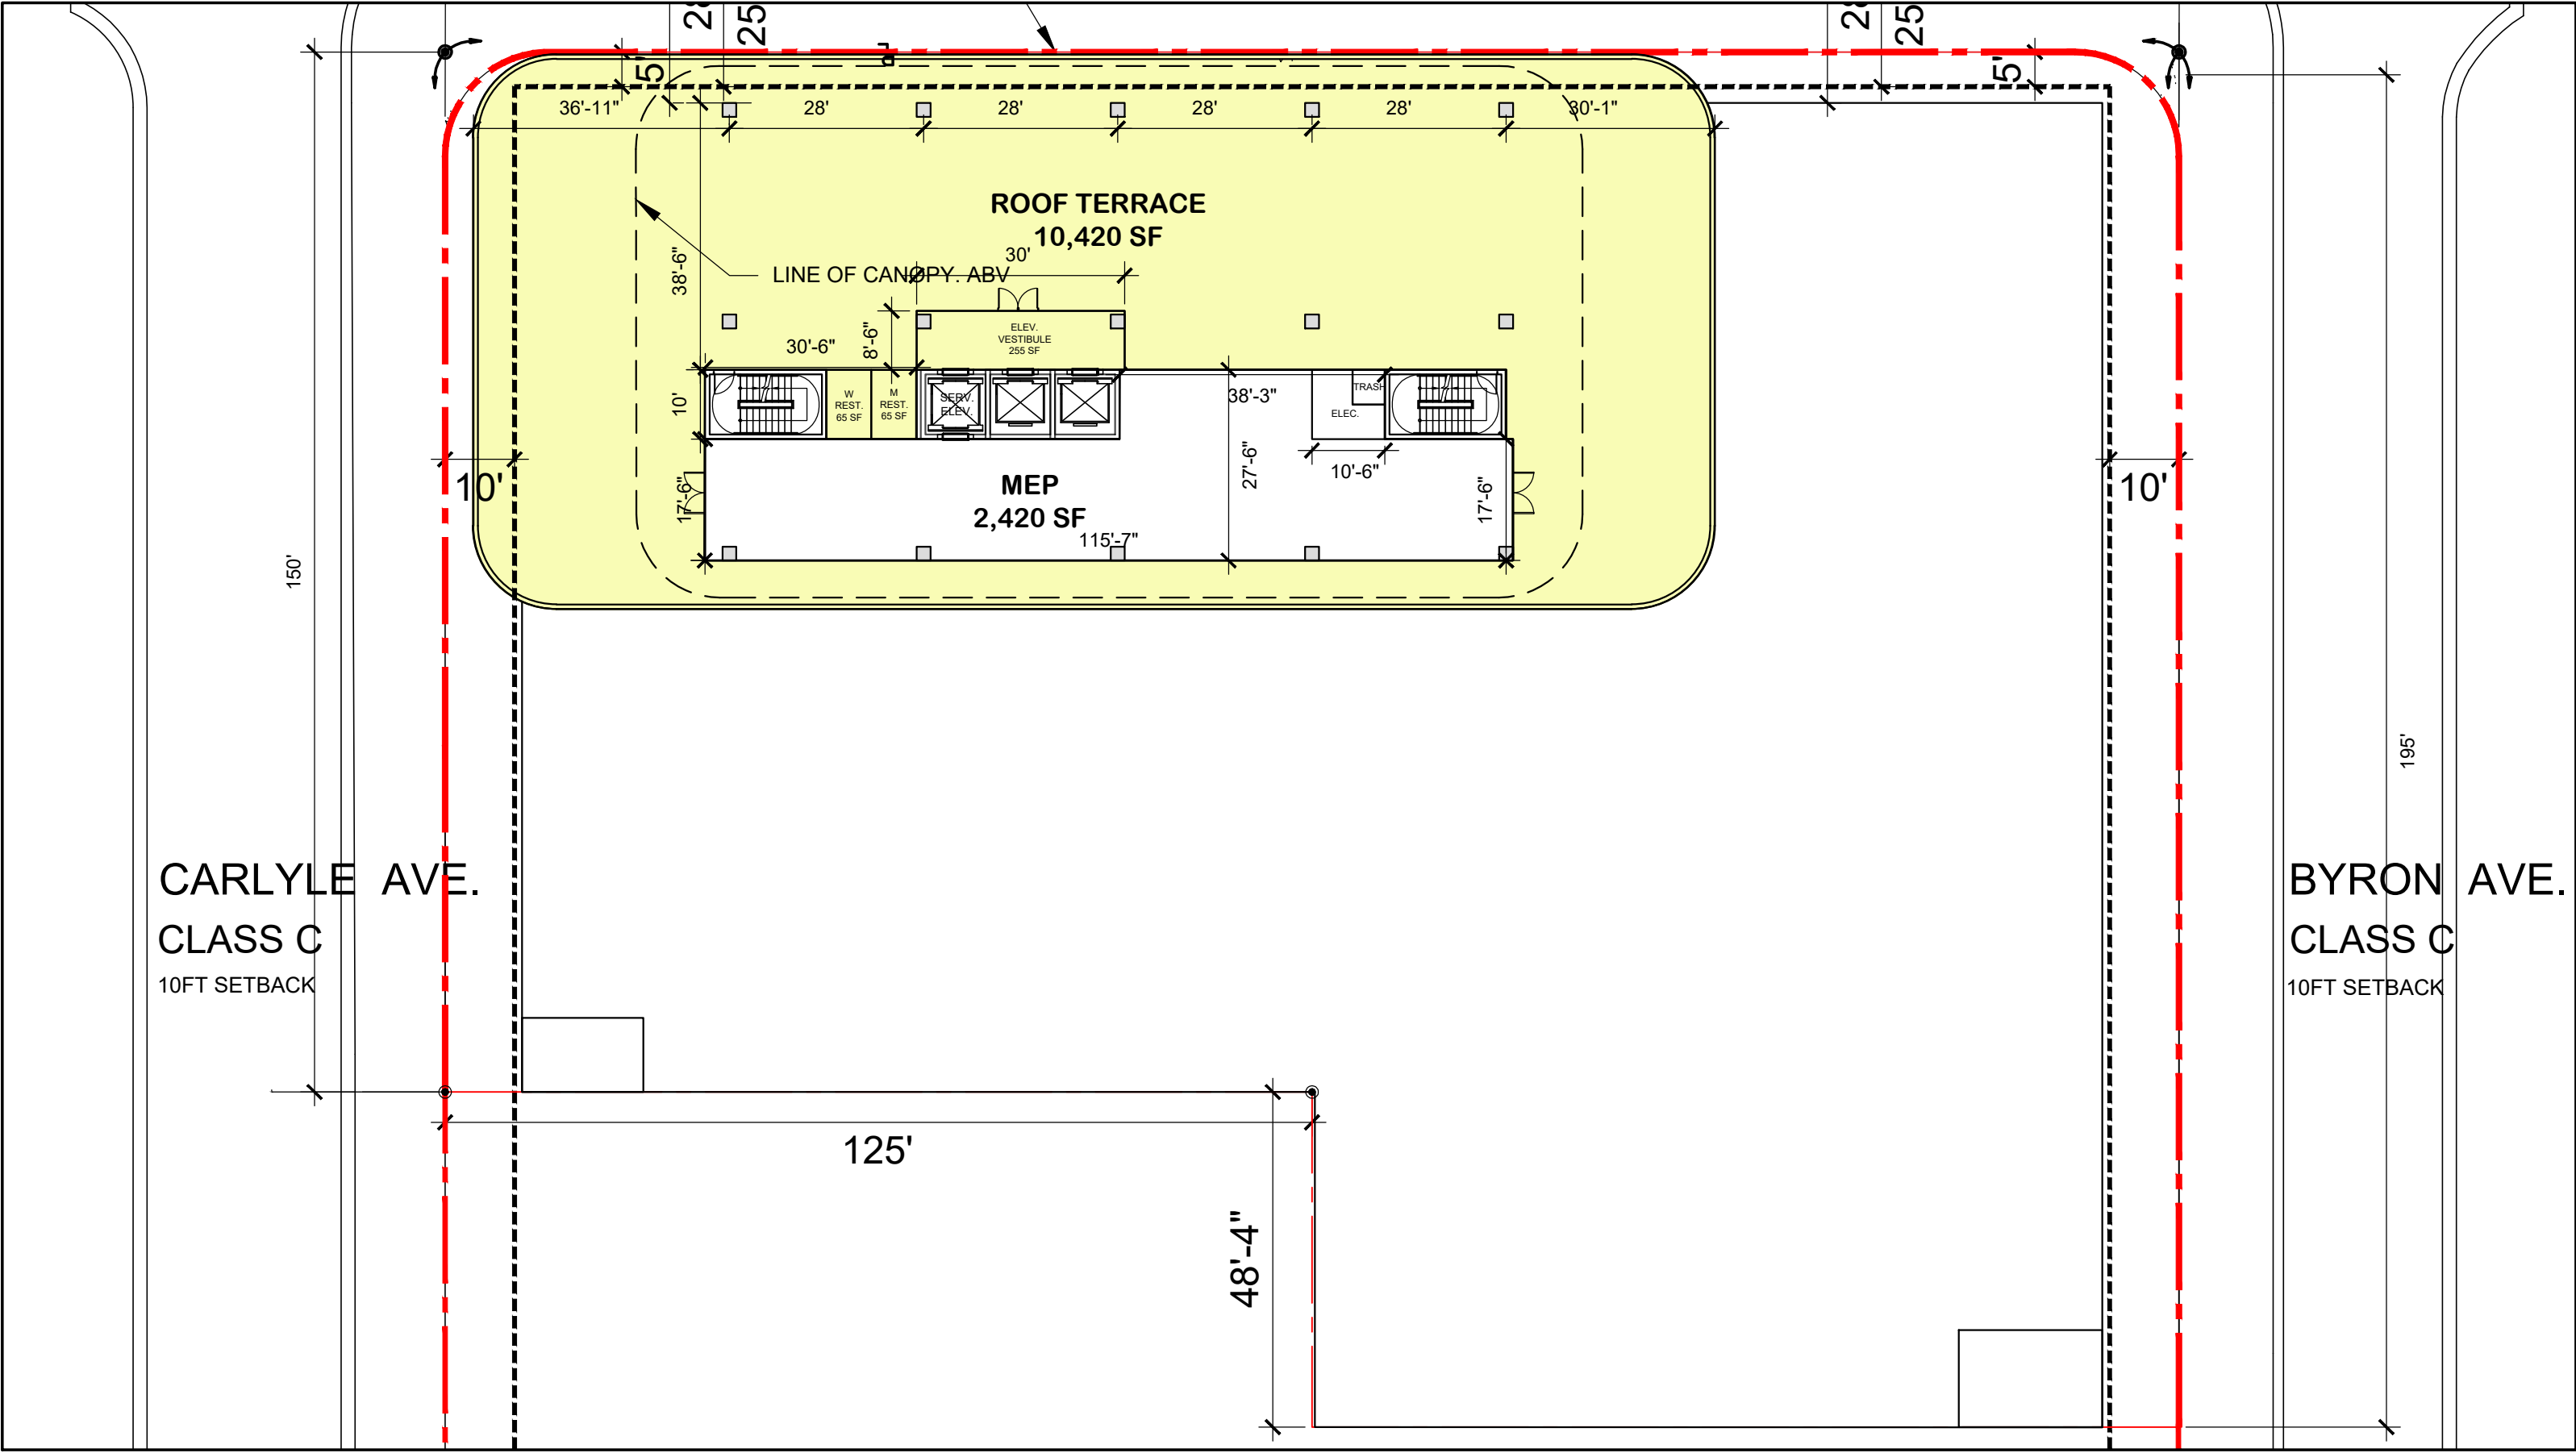 28
25
28
25
5'
5'
36'-11"
28'
28'
28'
28'
30'-1"
ROOF TERRACE
10,420 SF
30'
LINE OF CANOPY. ABV
38'-6"
8'-6"
ELEV.
VESTIBULE
255 SF
30'-6"
10'
W
REST.
65 SF
M
REST.
65 SF
SERV.
ELEV.
38'-3"
TRASH
ELEC.
27'-6"
10'-6"
10'
17'-6"
MEP
2,420 SF
115'-7"
17'-6"
10'
150'
195'
CARLYLE AVE.
CLASS C
10FT SETBACK
BYRON AVE.
CLASS C
10FT SETBACK
125'
48'-4"